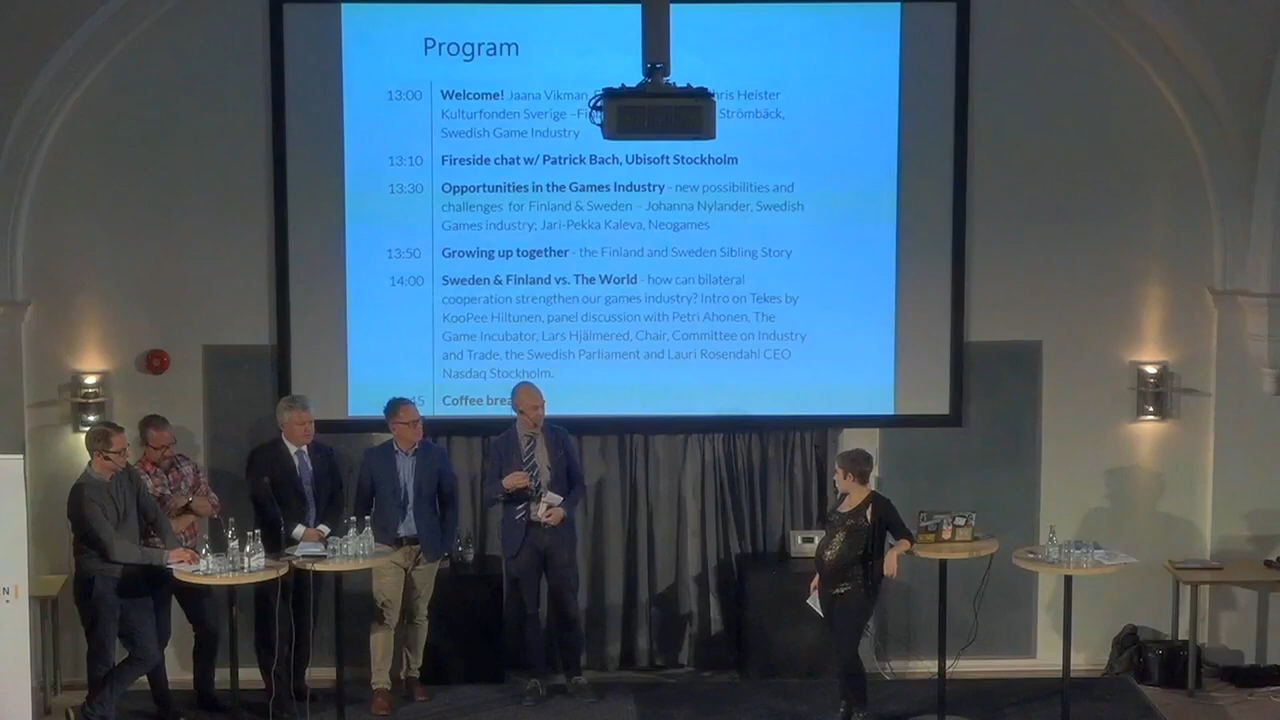 Program
13:00 Welcome! Jaana Vikman hris Heister
Kulturfonden Sverige – Strömbäck,
Swedish Game Industry
13:10 Fireside chat w/ Patrick Bach, Ubisoft Stockholm
13:30 Opportunities in the Games Industry - new possibilities and
challenges for Finland & Sweden – Johanna Nylander, Swedish
Games industry; Jari-Pekka Kaleva, Neogames
13:50 Growing up together - the Finland and Sweden Sibling Story
14:00 Sweden & Finland vs. The World - how can bilateral
cooperation strengthen our games industry? Intro on Tekes by
KooPee Hiltunen, panel discussion with Petri Ahonen, The
Game Incubator, Lars Hjälmered, Chair, Committee on Industry
and Trade, the Swedish Parliament and Lauri Rosendahl CEO
Nasdaq Stockholm.
45 Coffee brea
EN